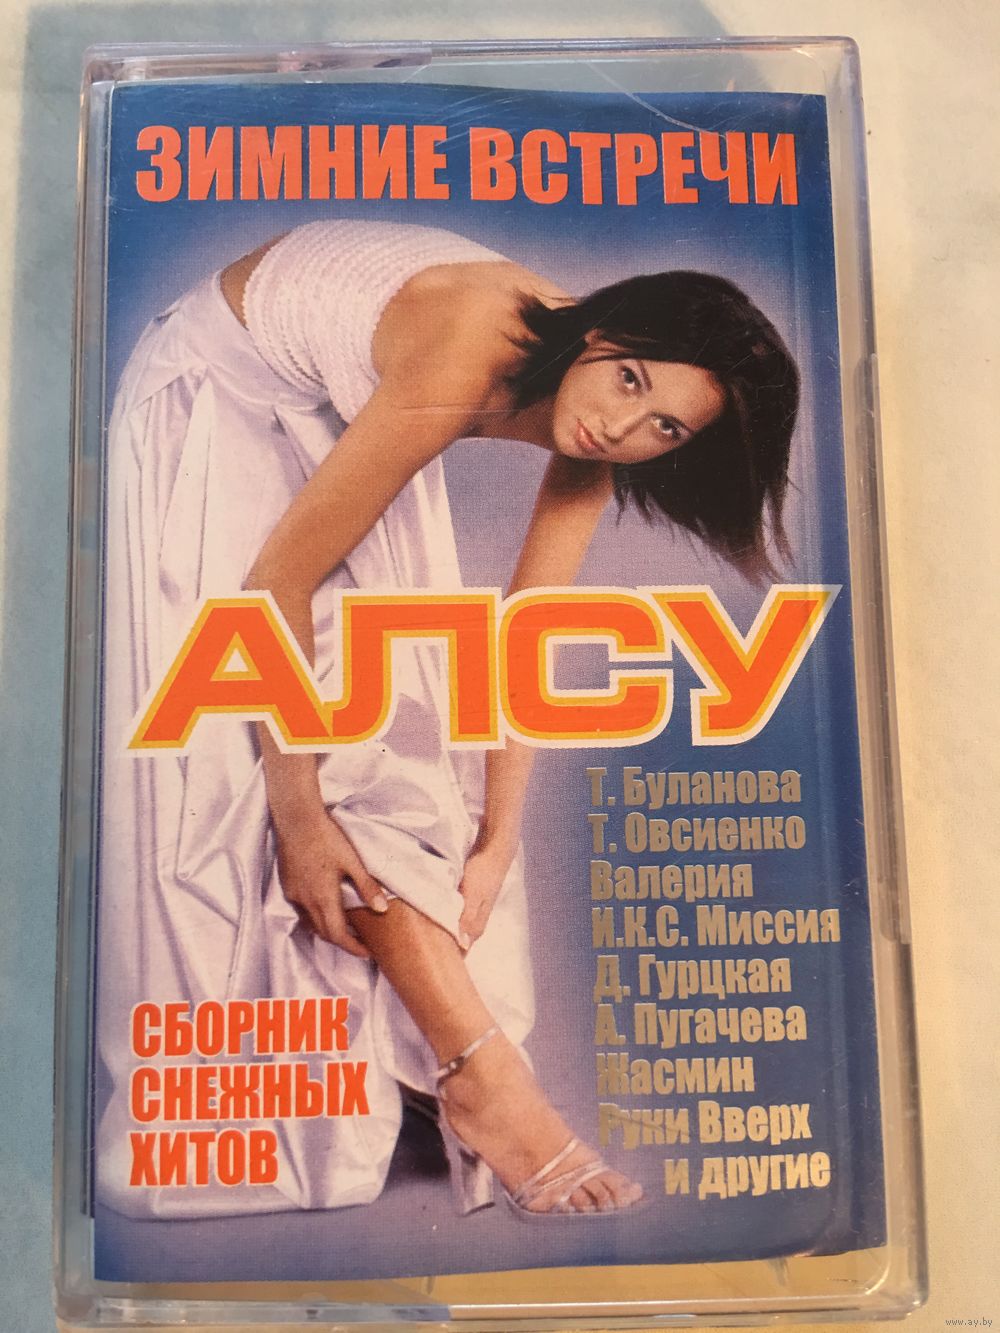 ЗИМНИЕ ВСТРЕЧИ
АЛСУ
Т. Буланова
Т. Овсиенко
Валерия
И.К.С. Миссия
Д. Гурцкая
А. Пугачева
Жасмин
Руки Вверх
и другие
СБОРНИК
СНЕЖНЫХ
ХИТОВ
www.ay.by